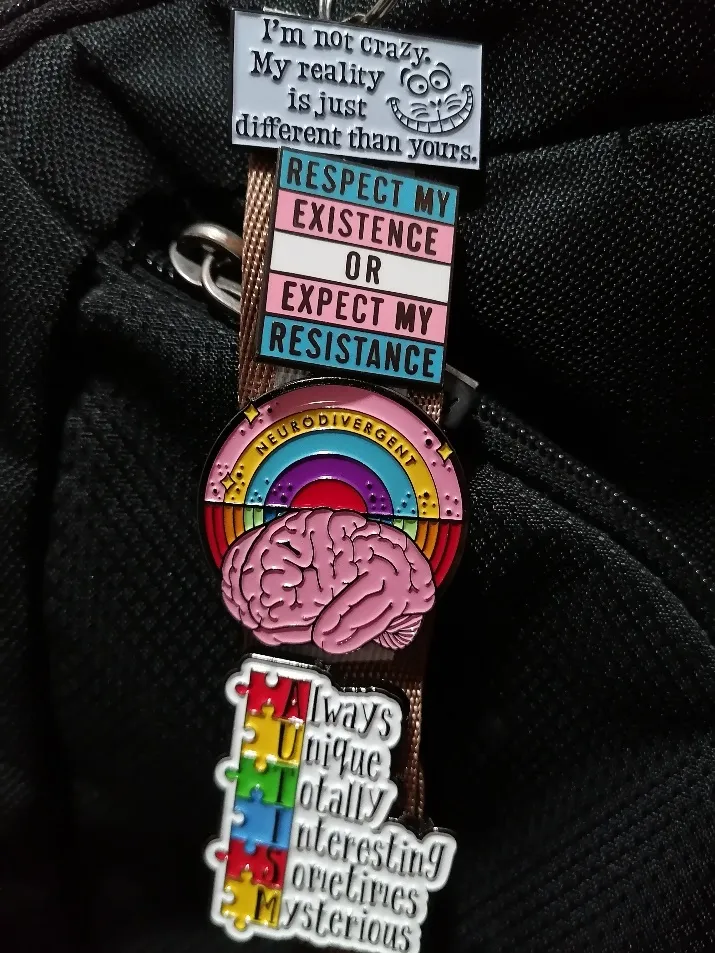 I'm not crazy.
My reality
is just
different than yours.
RESPECT MY
EXISTENCE
OR
EXPECT MY
RESISTANCE
NEURODIVERGENT
Always
Unique
Totally
Interesting
Sometimes
Mysterious